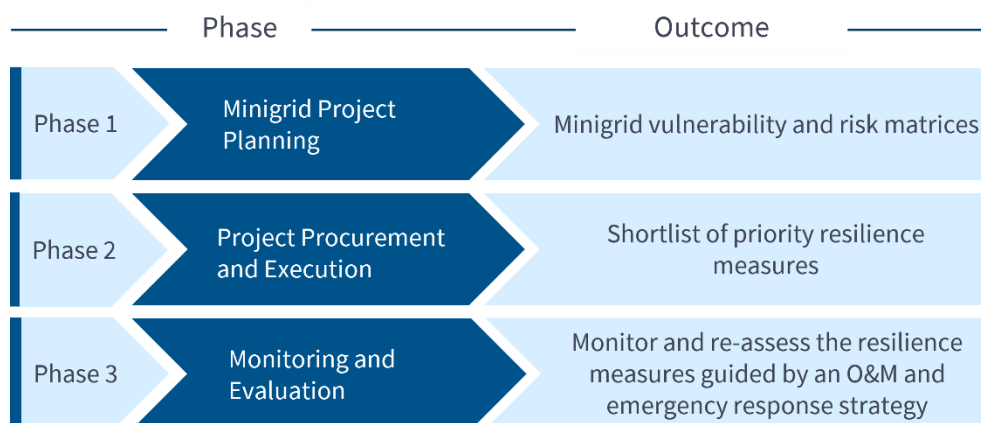 Phase
Outcome
Phase 1
Minigrid Project
Planning
Minigrid vulnerability and risk matrices
Phase 2
Project Procurement
and Execution
Shortlist of priority resilience
measures
Phase 3
Monitoring and
Evaluation
Monitor and re-assess the resilience
measures guided by an O&M and
emergency response strategy